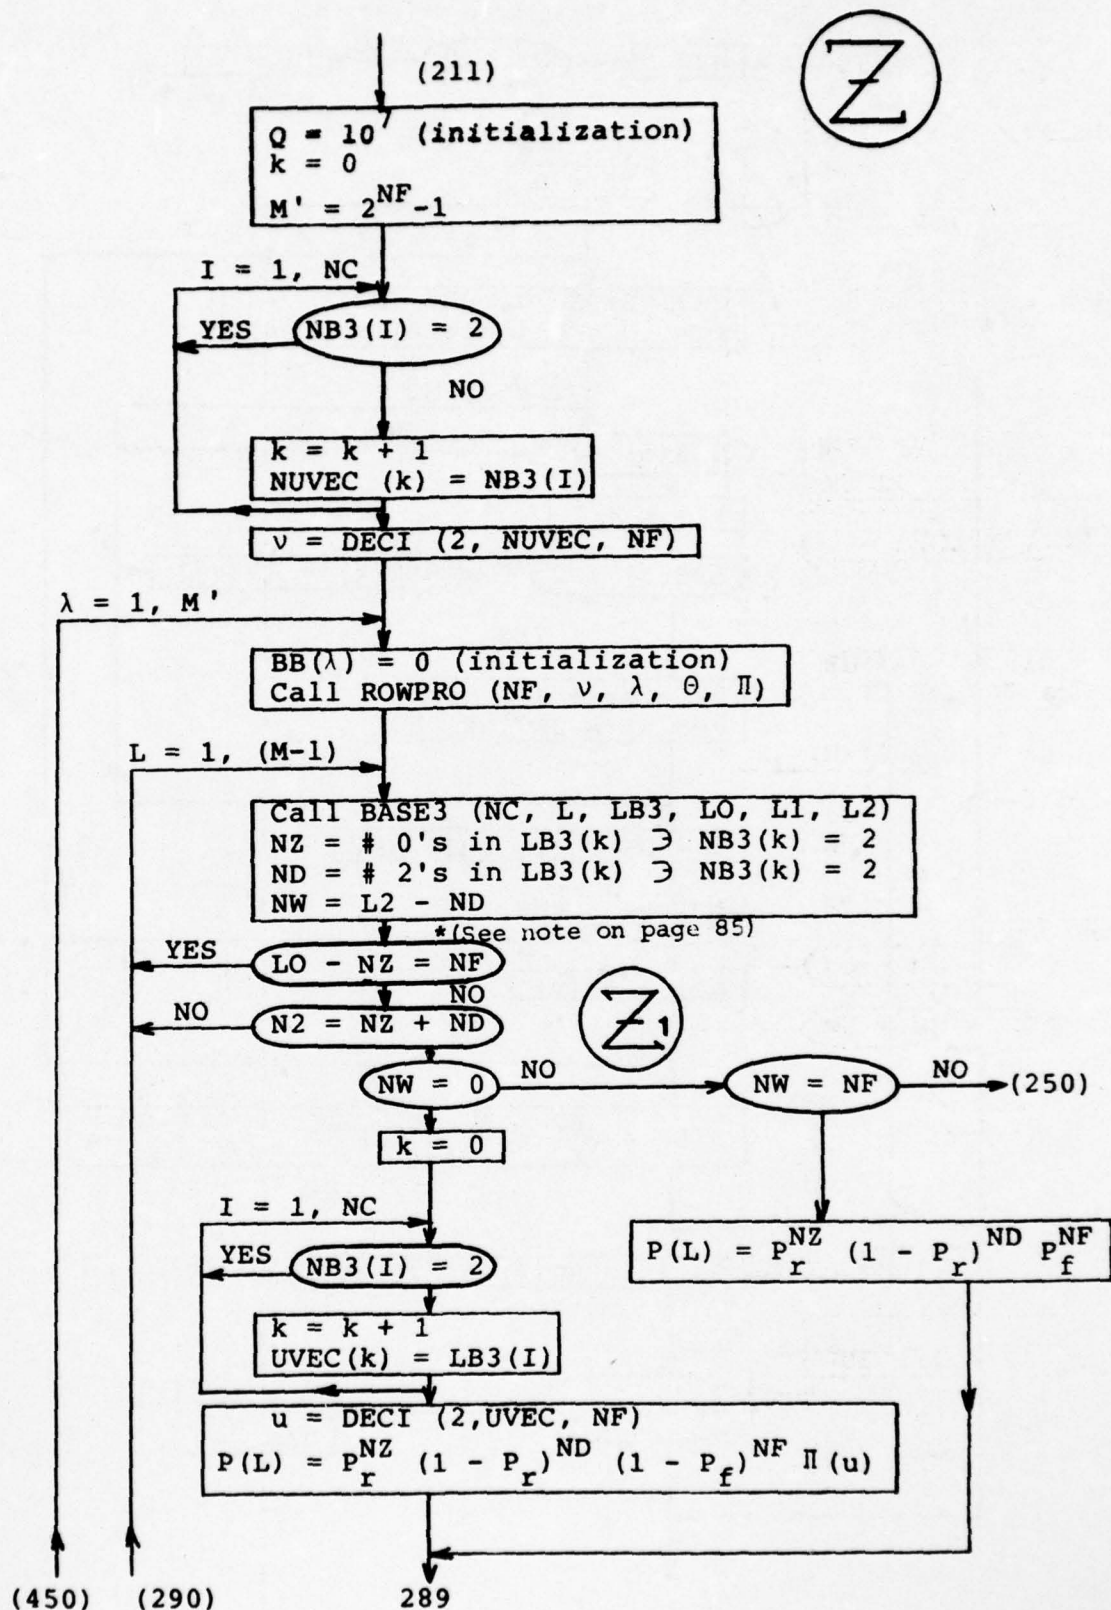 (211)
Z
Q = 10^7 (initialization)
k = 0
M' = 2^NF-1
I = 1, NC
YES
NB3(I) = 2
NO
k = k + 1
NUVEC (k) = NB3(I)
ν = DECI (2, NUVEC, NF)
λ = 1, M'
BB(λ) = 0 (initialization)
Call ROWPRO (NF, ν, λ, Θ, Π)
L = 1, (M-1)
Call BASE3 (NC, L, LB3, LO, L1, L2)
NZ = # 0's in LB3(k) ∋ NB3(k) = 2
ND = # 2's in LB3(k) ∋ NB3(k) = 2
NW = L2 - ND
*(See note on page 85)
YES
LO - NZ = NF
NO
NO
N2 = NZ + ND
Z1
NW = 0
NO
NW = NF
NO
(250)
k = 0
I = 1, NC
YES
NB3(I) = 2
P(L) = P_r^NZ (1 - P_r)^ND P_f^NF
k = k + 1
UVEC(k) = LB3(I)
u = DECI (2,UVEC, NF)
P(L) = P_r^NZ (1 - P_r)^ND (1 - P_f)^NF Π(u)
(450) (290) 289